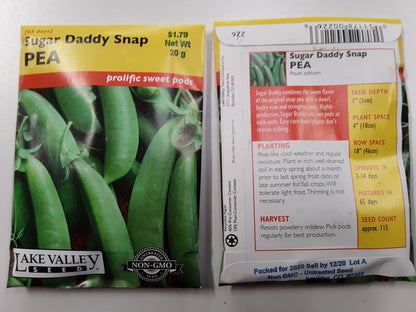 [65 days]
Sugar Daddy Snap
PEA
$1.79
Net Wt
20 g
prolific sweet pods
LAKE VALLEY
SEED
NON-GMO
226
Sugar Daddy Snap
PEA
Pisum sativum
Sugar Daddy combines the sweet flavor
of the original snap pea with a dwarf,
bushy vine and stringless pods. Highly
productive, Sugar Daddy sets two pods at
each node. Easy-care dwarf plants don't
require staking.
PLANTING
Peas like cool weather and regular
moisture. Plant in rich, well-drained
soil in early spring about a month
prior to last spring frost date, or
late summer for fall crops. Will
tolerate light frost. Thinning is not
necessary.
HARVEST
Resists powdery mildew. Pick pods
regularly for best production.
SEED DEPTH
1" (3cm)
PLANT SPACE
4" (10cm)
ROW SPACE
18" (46cm)
SPROUTS IN
7-14 days
MATURES IN
65 days
SEED COUNT
approx. 115
Packed for 2020 Sell by 12/20 Lot A
Non GMO - Untreated Seed